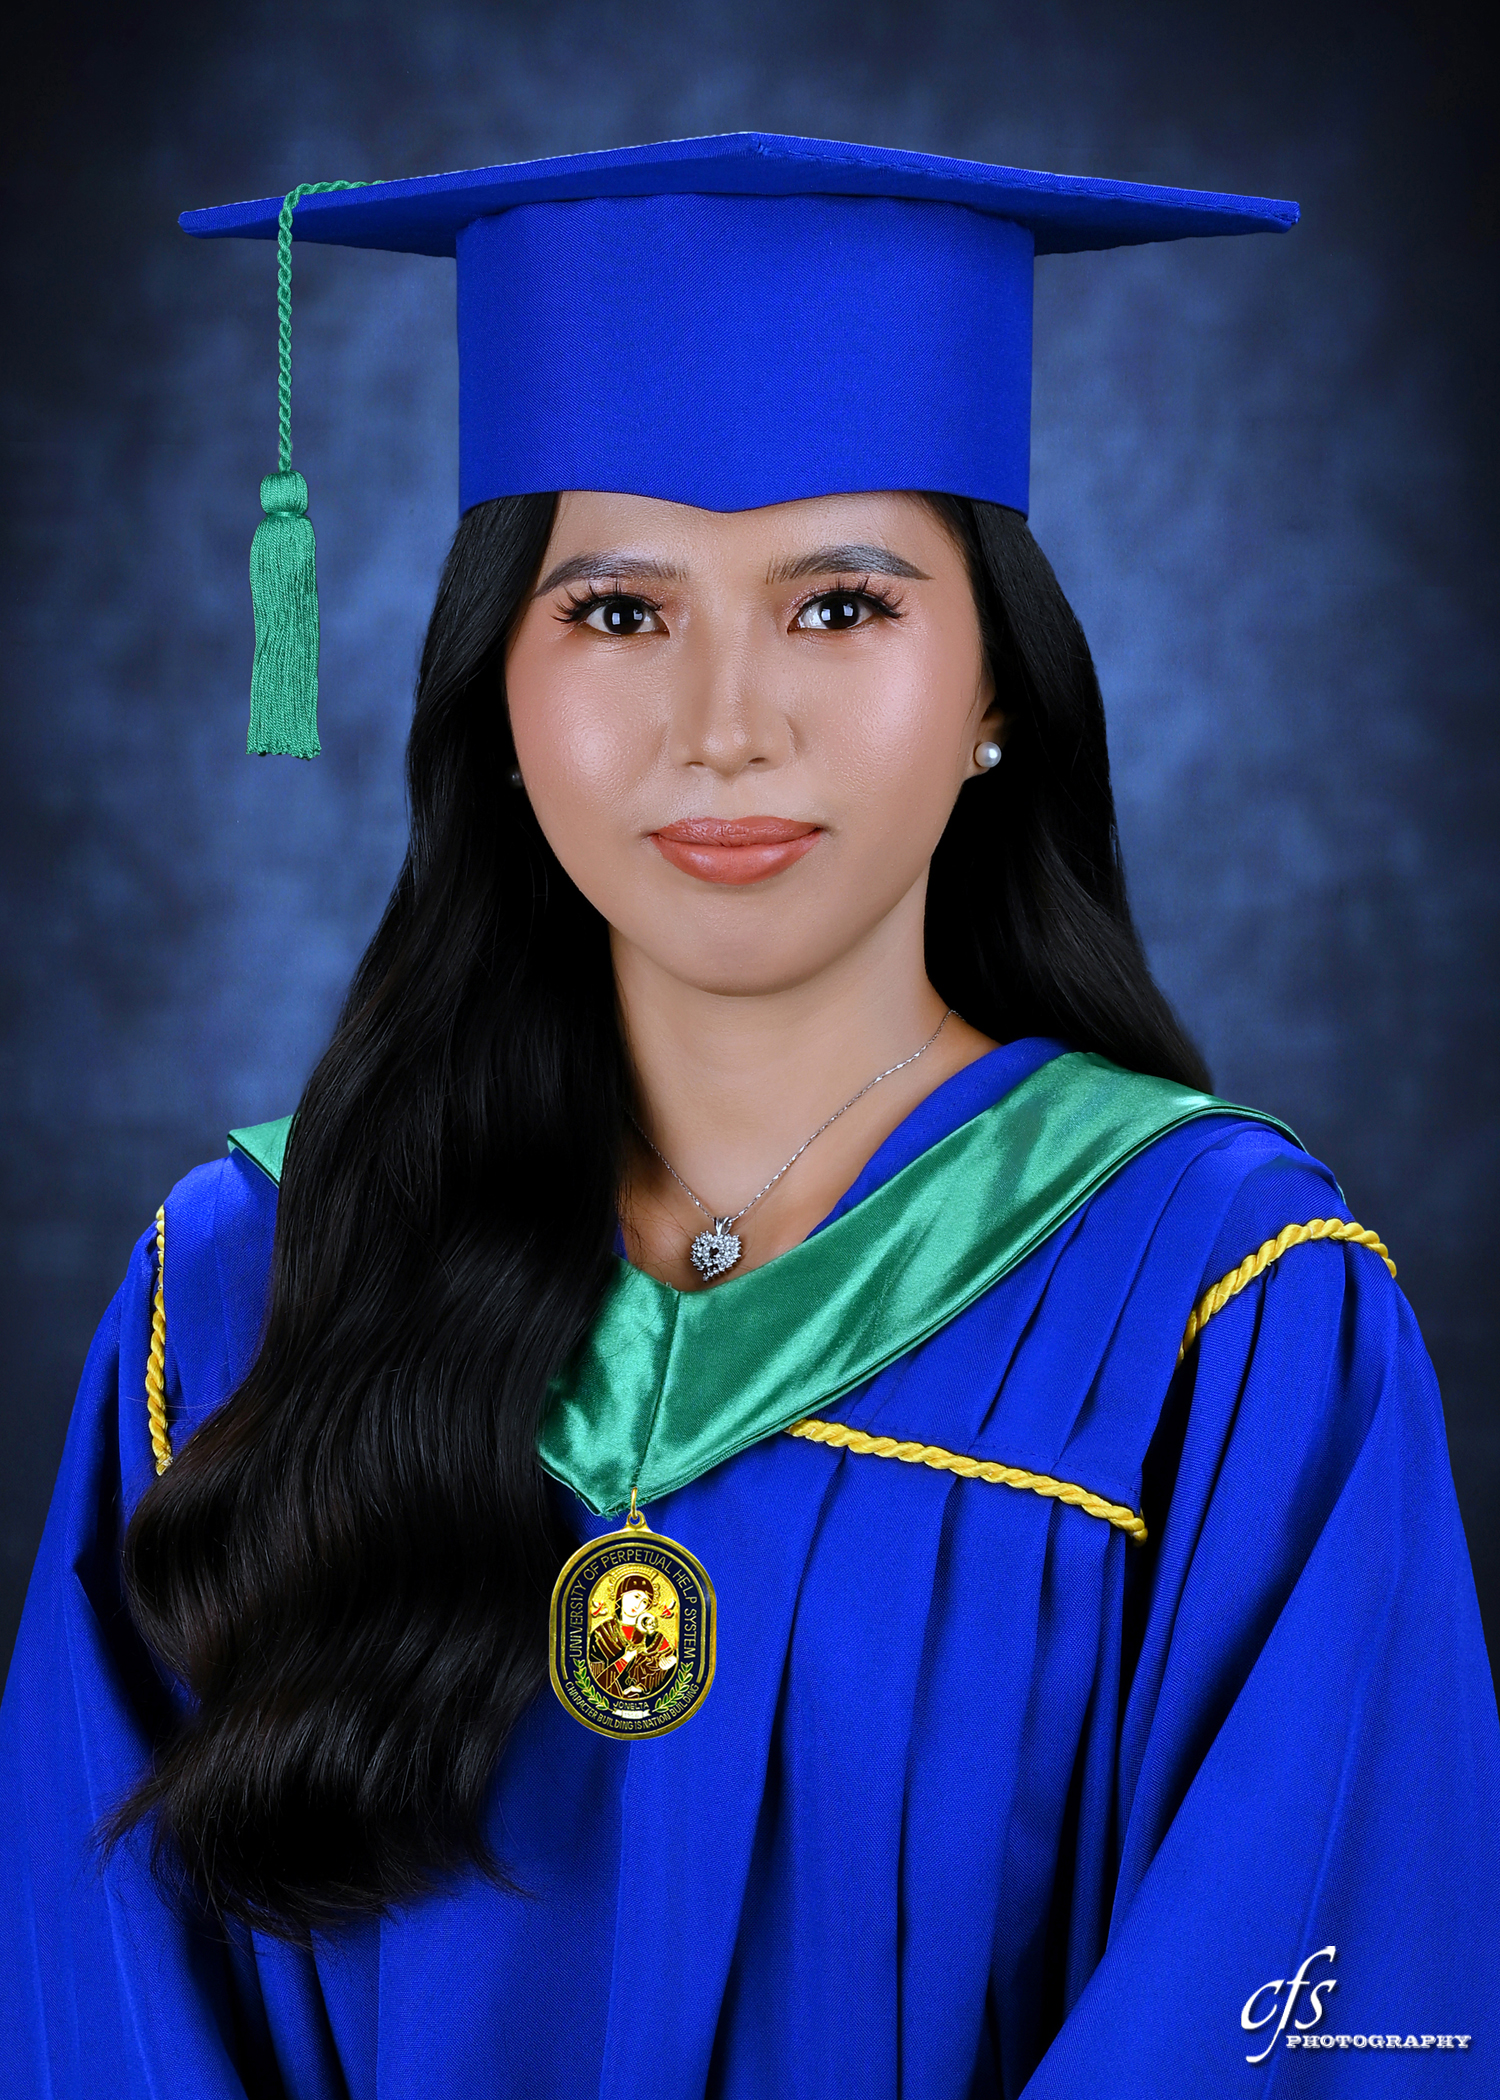 UNIVERSITY OF PERPETUAL HELP SYSTEM
JONELTA
CHARACTER BUILDING IS NATION BUILDING
cfs
PHOTOGRAPHY